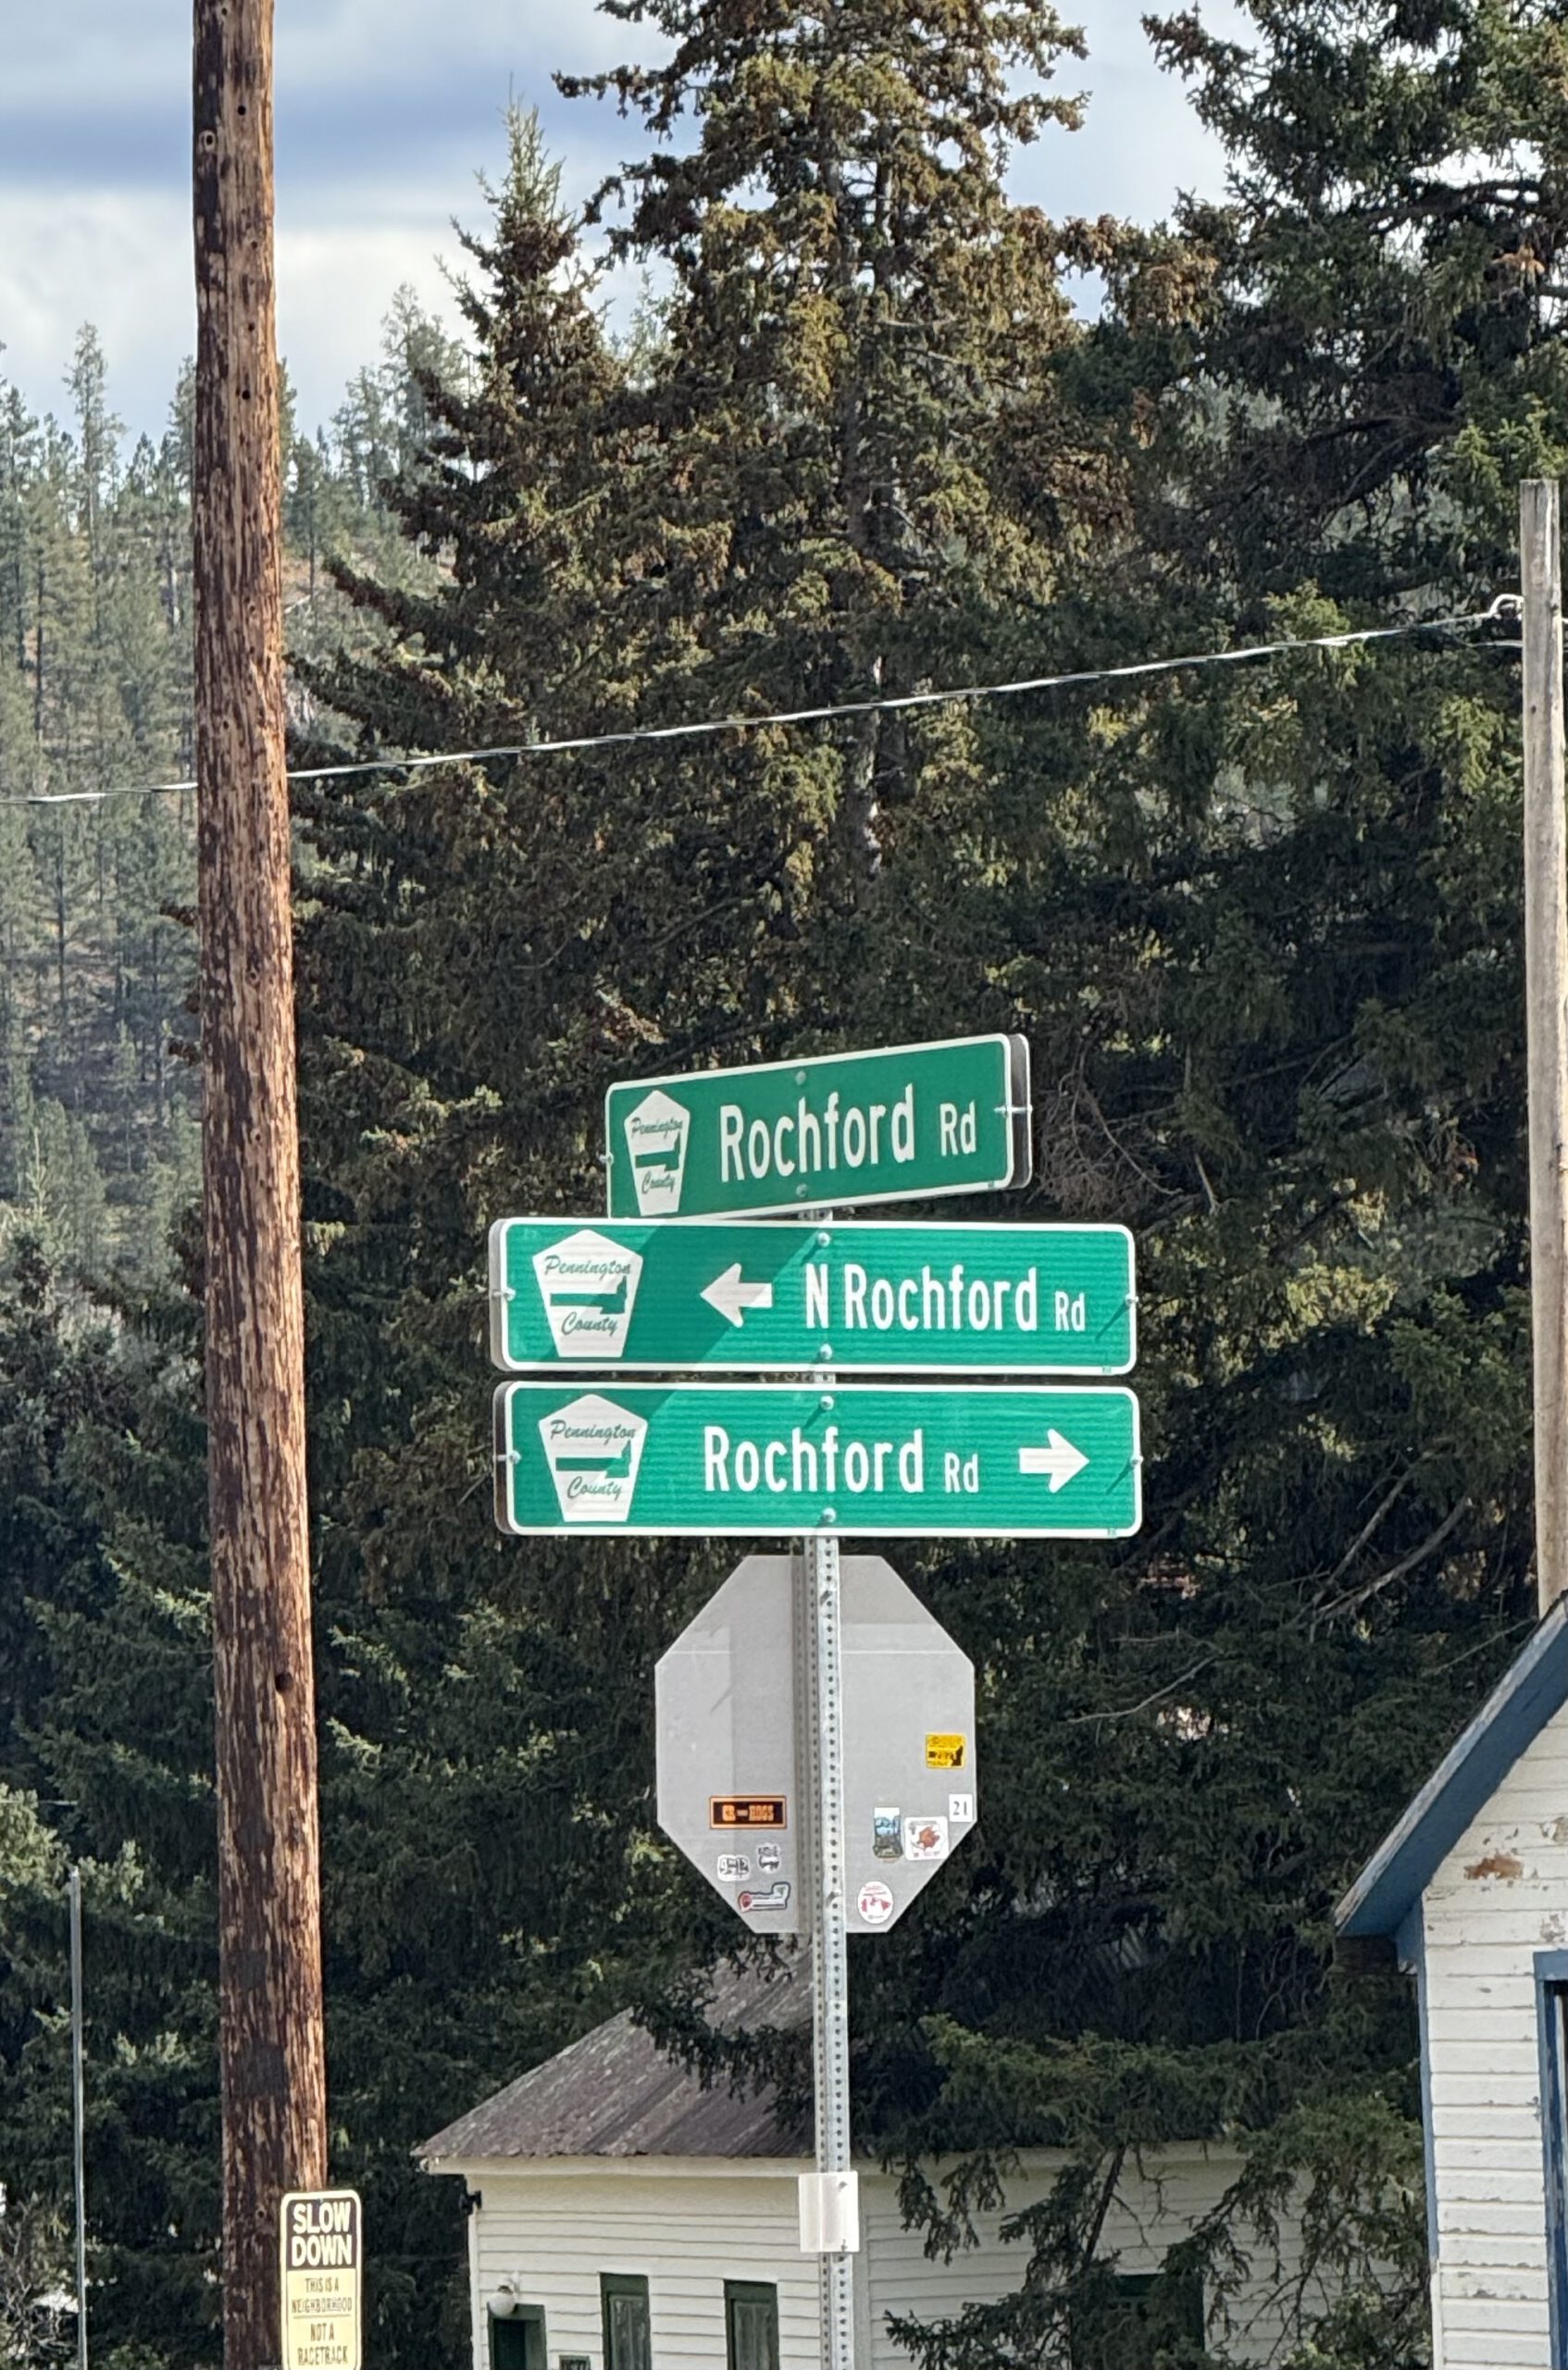 Pennington
County
Rochford Rd
Pennington
County
← N Rochford Rd
Pennington
County
Rochford Rd →
21
SLOW
DOWN
THIS IS A
NEIGHBORHOOD
NOT A
RACETRACK